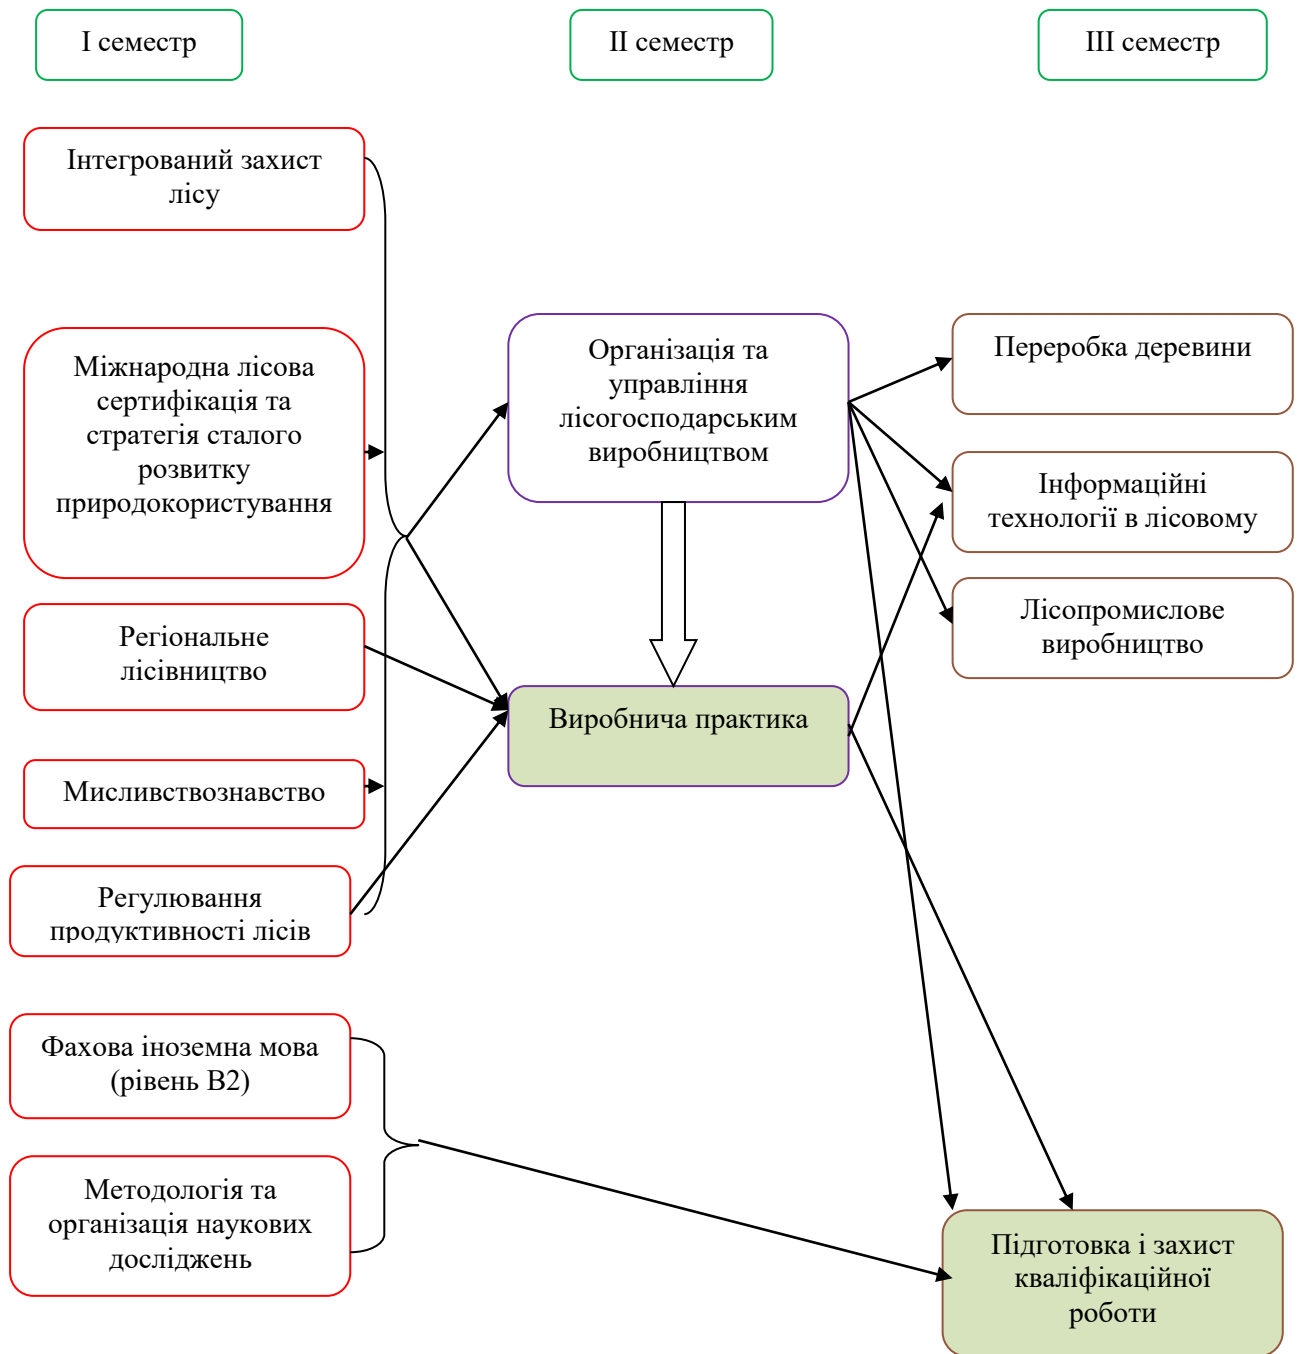 І семестр
ІІ семестр
ІІІ семестр
Інтегрований захист
лісу
Міжнародна лісова
сертифікація та
стратегія сталого
розвитку
природокористування
Регіональне
лісівництво
Мисливствознавство
Регулювання
продуктивності лісів
Фахова іноземна мова
(рівень В2)
Методологія та
організація наукових
досліджень
Організація та
управління
лісогосподарським
виробництвом
Виробнича практика
Переробка деревини
Інформаційні
технології в лісовому
Лісопромислове
виробництво
Підготовка і захист
кваліфікаційної
роботи